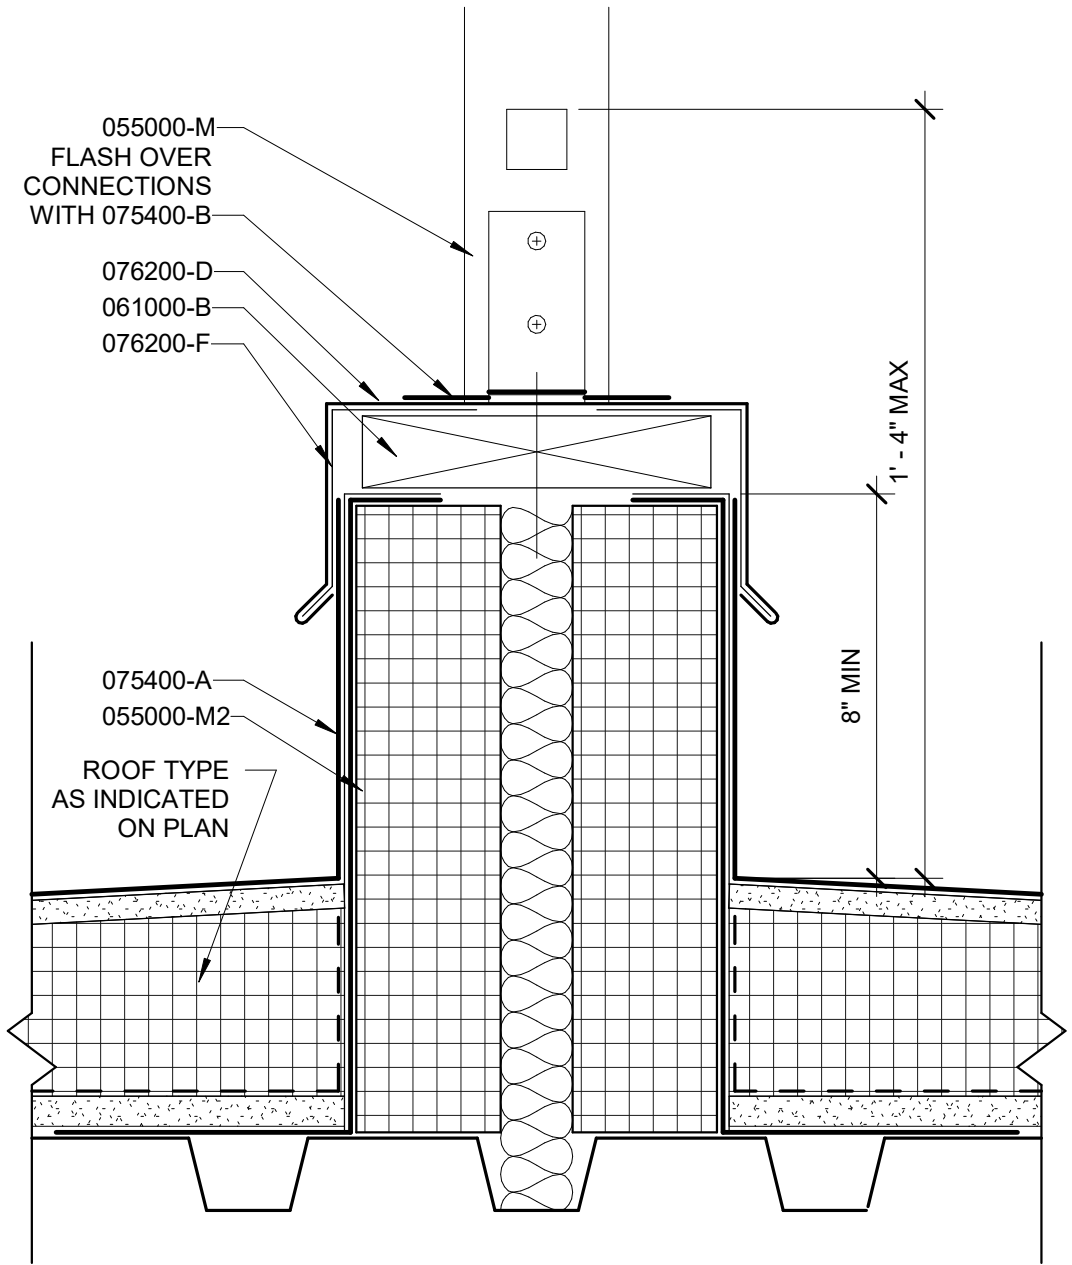 055000-M
FLASH OVER
CONNECTIONS
WITH 075400-B
076200-D
061000-B
076200-F
1' - 4" MAX
8" MIN
075400-A
055000-M2
ROOF TYPE
AS INDICATED
ON PLAN